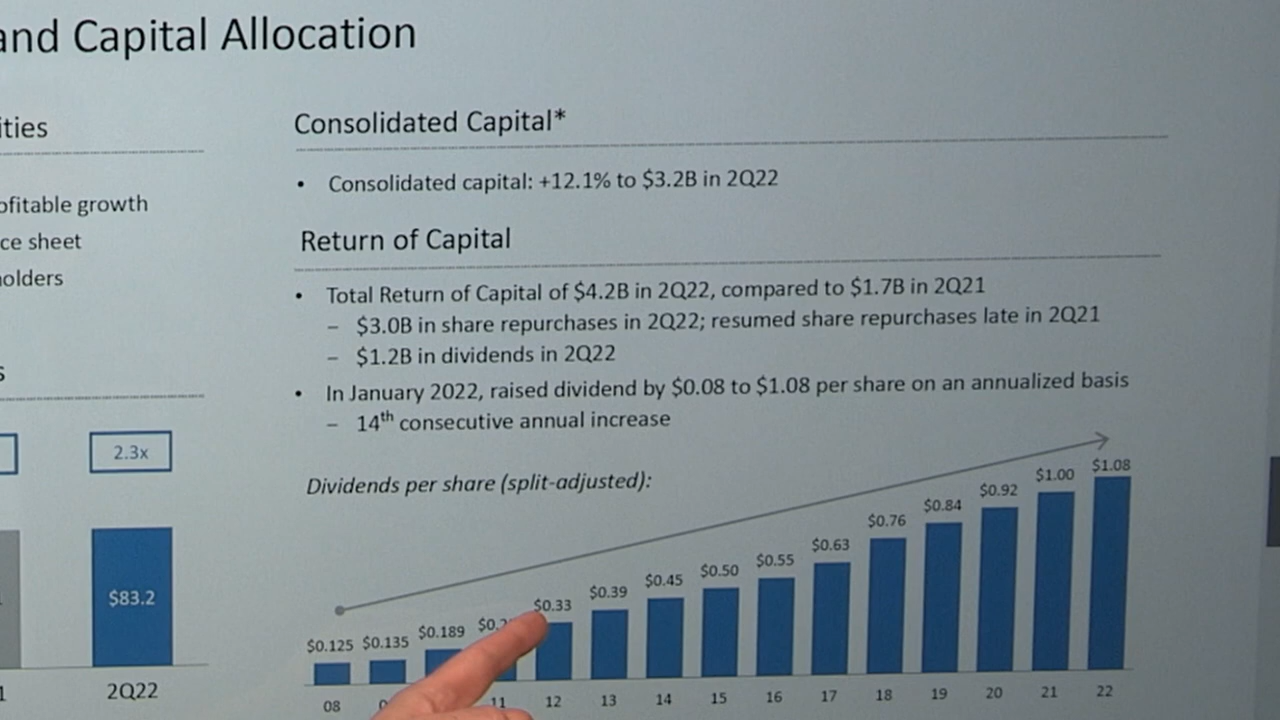 and Capital Allocation
ities
ofitable growth
ce sheet
holders
s
2.3x
$83.2
1
2Q22
Consolidated Capital*
• Consolidated capital: +12.1% to $3.2B in 2Q22
Return of Capital
• Total Return of Capital of $4.2B in 2Q22, compared to $1.7B in 2Q21
– $3.0B in share repurchases in 2Q22; resumed share repurchases late in 2Q21
– $1.2B in dividends in 2Q22
• In January 2022, raised dividend by $0.08 to $1.08 per share on an annualized basis
– 14th consecutive annual increase
Dividends per share (split-adjusted):
$0.125 $0.135 $0.189 $0.33 $0.39 $0.45 $0.50 $0.55 $0.63 $0.76 $0.84 $0.92 $1.00 $1.08
08 11 12 13 14 15 16 17 18 19 20 21 22